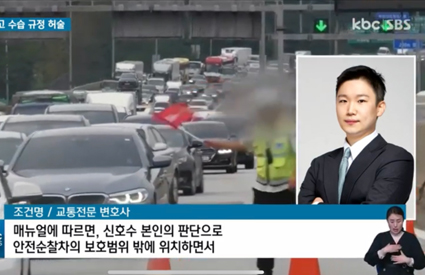 고 수습 규정 허술
kbc SBS
조건명 / 교통전문 변호사
매뉴얼에 따르면, 신호수 본인의 판단으로
안전순찰차의 보호범위 밖에 위치하면서